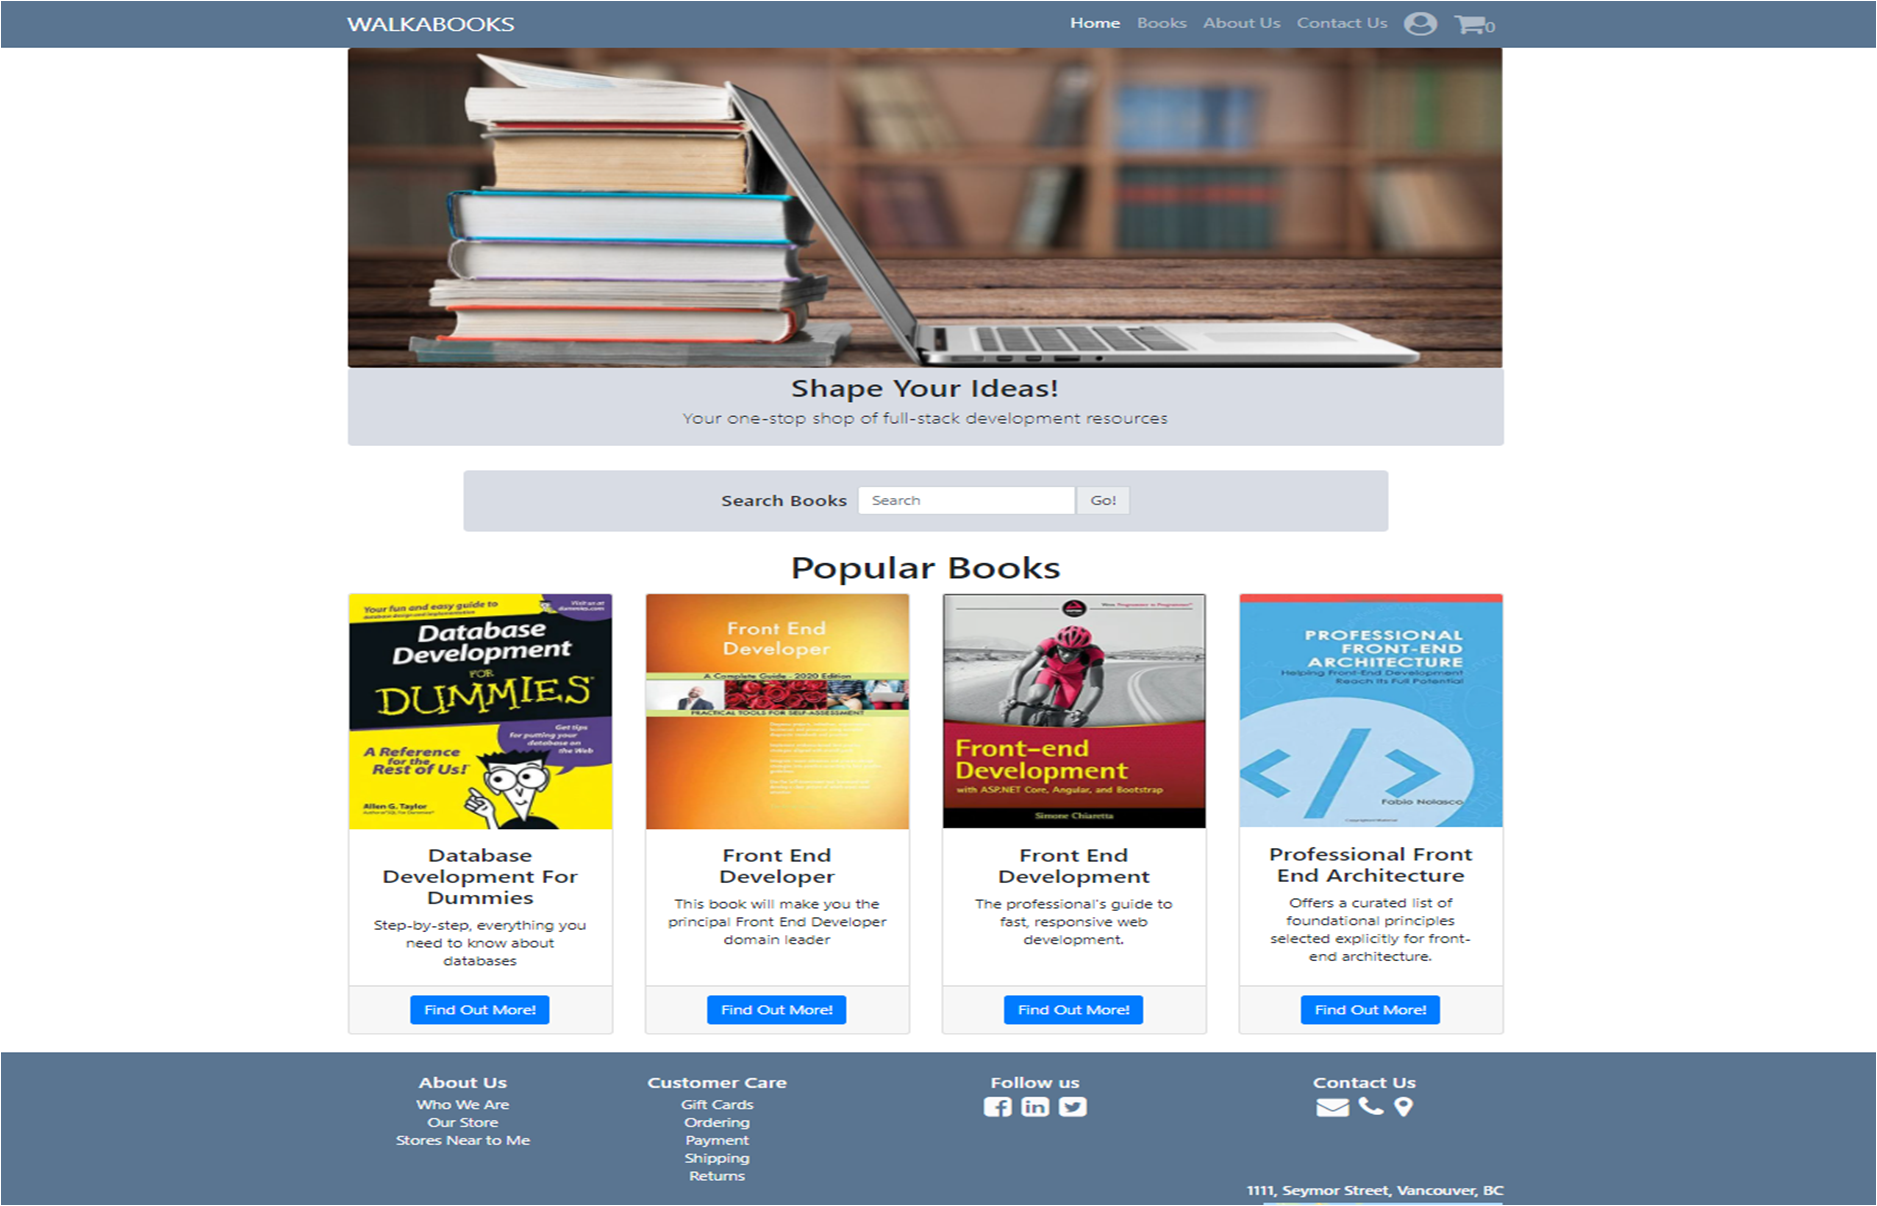 WALKABOOKS
Home Books About Us Contact Us 0
Shape Your Ideas!
Your one-stop shop of full-stack development resources
Search Books Search Go!
Popular Books
Your fun and easy guide to
database design and implementation
Visit us at
dummies.com
Database
Development
FOR
DUMMIES
Get tips
for putting your
database on
the Web
A Reference
for the
Rest of Us!
Allen G. Taylor
Front End
Developer
A Complete Guide - 2020 Edition
PRACTICAL TOOLS FOR SELF-ASSESSMENT
Front-end
Development
with ASP.NET Core, Angular, and Bootstrap
Simone Chiaretta
PROFESSIONAL
FRONT-END
ARCHITECTURE
Helping Front-End Development
Reach Its Full Potential
</>
Fabio Nolasco
Database
Development For
Dummies
Step-by-step, everything you
need to know about
databases
Find Out More!
Front End
Developer
This book will make you the
principal Front End Developer
domain leader
Find Out More!
Front End
Development
The professional's guide to
fast, responsive web
development.
Find Out More!
Professional Front
End Architecture
Offers a curated list of
foundational principles
selected explicitly for front-
end architecture.
Find Out More!
About Us
Who We Are
Our Store
Stores Near to Me
Customer Care
Gift Cards
Ordering
Payment
Shipping
Returns
Follow us
Contact Us
1111, Seymor Street, Vancouver, BC